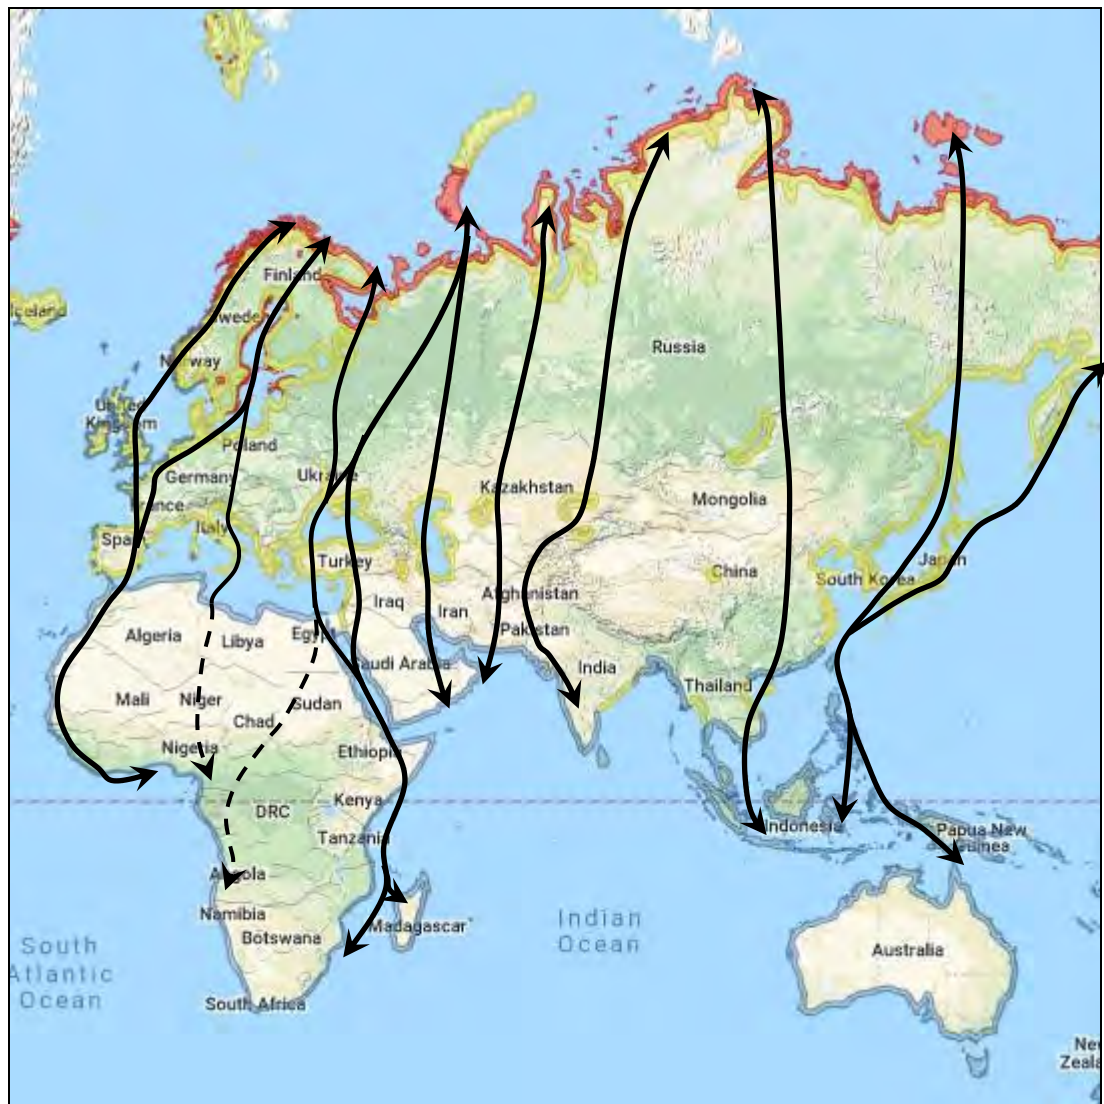 Finland
Iceland
Sweden
Russia
Norway
United
Kingdom
Poland
Germany
Ukraine
Kazakhstan
France
Mongolia
Italy
Spain
Japan
Turkey
China
South Korea
Afghanistan
Iraq
Iran
Pakistan
Algeria
Libya
Egypt
Saudi Arabia
India
Thailand
Mali
Niger
Sudan
Chad
Nigeria
Ethiopia
Kenya
DRC
Indonesia
Papua New
Guinea
Tanzania
Angola
Namibia
Madagascar
Indian
Ocean
Botswana
South
Atlantic
Ocean
Australia
South Africa
New
Zeala